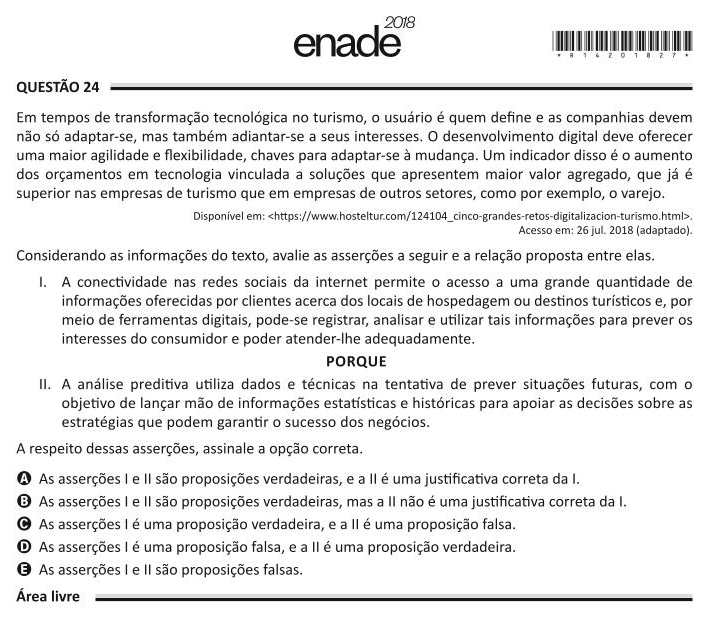 enade2018
* R 1 4 2 0 1 8 2 7 *
QUESTÃO 24
Em tempos de transformação tecnológica no turismo, o usuário é quem define e as companhias devem
não só adaptar-se, mas também adiantar-se a seus interesses. O desenvolvimento digital deve oferecer
uma maior agilidade e flexibilidade, chaves para adaptar-se à mudança. Um indicador disso é o aumento
dos orçamentos em tecnologia vinculada a soluções que apresentem maior valor agregado, que já é
superior nas empresas de turismo que em empresas de outros setores, como por exemplo, o varejo.
Disponível em: <https://www.hosteltur.com/124104_cinco-grandes-retos-digitalizacion-turismo.html>.
Acesso em: 26 jul. 2018 (adaptado).
Considerando as informações do texto, avalie as asserções a seguir e a relação proposta entre elas.
I. A conectividade nas redes sociais da internet permite o acesso a uma grande quantidade de
informações oferecidas por clientes acerca dos locais de hospedagem ou destinos turísticos e, por
meio de ferramentas digitais, pode-se registrar, analisar e utilizar tais informações para prever os
interesses do consumidor e poder atender-lhe adequadamente.
PORQUE
II. A análise preditiva utiliza dados e técnicas na tentativa de prever situações futuras, com o
objetivo de lançar mão de informações estatísticas e históricas para apoiar as decisões sobre as
estratégias que podem garantir o sucesso dos negócios.
A respeito dessas asserções, assinale a opção correta.
A As asserções I e II são proposições verdadeiras, e a II é uma justificativa correta da I.
B As asserções I e II são proposições verdadeiras, mas a II não é uma justificativa correta da I.
C As asserções I é uma proposição verdadeira, e a II é uma proposição falsa.
D As asserções I é uma proposição falsa, e a II é uma proposição verdadeira.
E As asserções I e II são proposições falsas.
Área livre